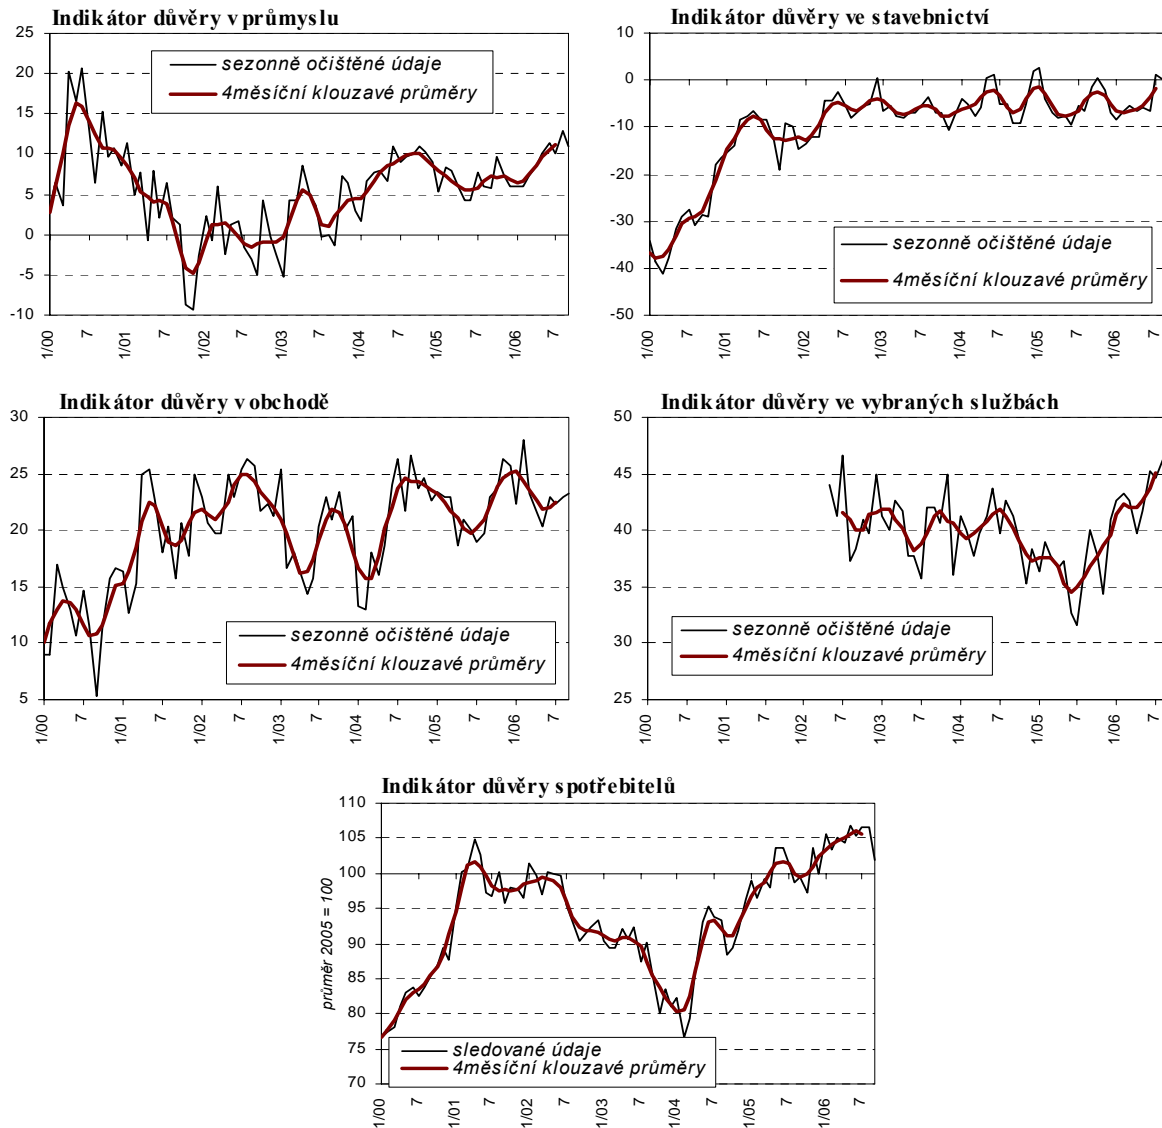 Indikátor důvěry v průmyslu
25
20
15
10
5
0
-5
-10
sezonně očištěné údaje
4měsíční klouzavé průměry
1/00 7 1/01 7 1/02 7 1/03 7 1/04 7 1/05 7 1/06 7
Indikátor důvěry ve stavebnictví
10
0
-10
-20
-30
-40
-50
sezonně očištěné údaje
4měsíční klouzavé průměry
1/00 7 1/01 7 1/02 7 1/03 7 1/04 7 1/05 7 1/06 7
Indikátor důvěry v obchodě
30
25
20
15
10
5
sezonně očištěné údaje
4měsíční klouzavé průměry
1/00 7 1/01 7 1/02 7 1/03 7 1/04 7 1/05 7 1/06 7
Indikátor důvěry ve vybraných službách
50
45
40
35
30
25
sezonně očištěné údaje
4měsíční klouzavé průměry
1/00 7 1/01 7 1/02 7 1/03 7 1/04 7 1/05 7 1/06 7
Indikátor důvěry spotřebitelů
průměr 2005 = 100
110
105
100
95
90
85
80
75
70
sledované údaje
4měsíční klouzavé průměry
1/00 7 1/01 7 1/02 7 1/03 7 1/04 7 1/05 7 1/06 7